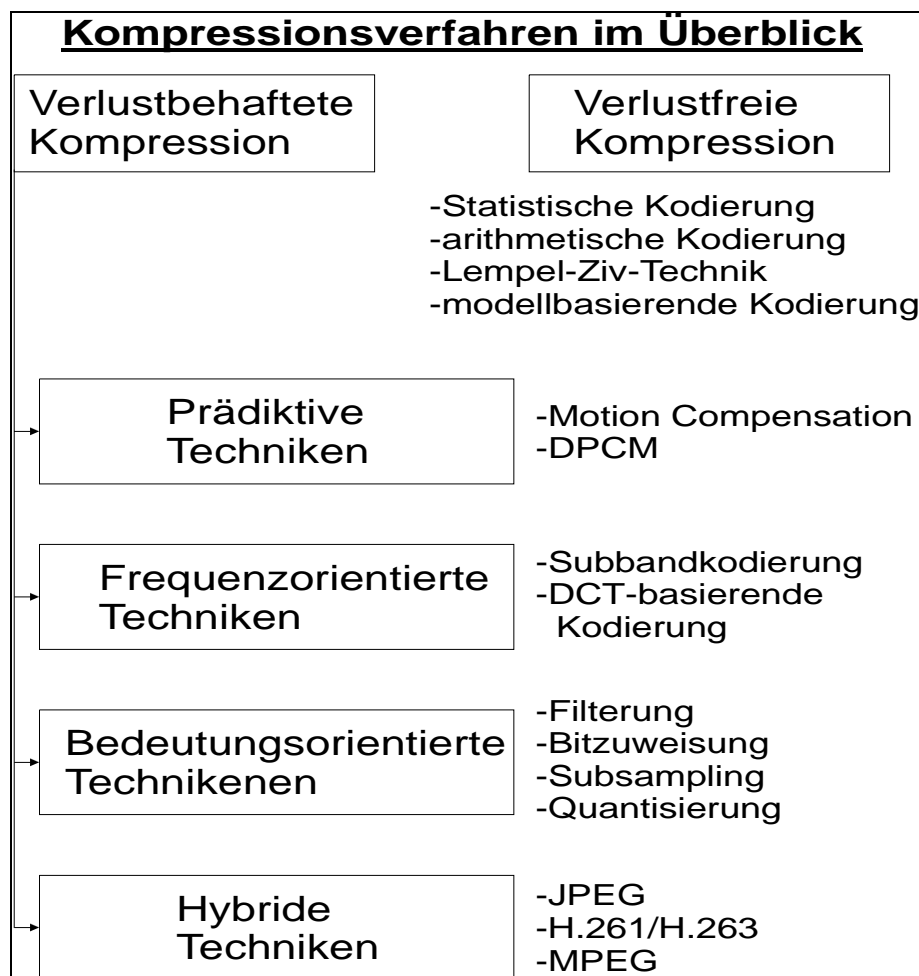 Kompressionsverfahren im Überblick
Verlustbehaftete
Kompression
Verlustfreie
Kompression
-Statistische Kodierung
-arithmetische Kodierung
-Lempel-Ziv-Technik
-modellbasierende Kodierung
Prädiktive
Techniken
-Motion Compensation
-DPCM
Frequenzorientierte
Techniken
-Subbandkodierung
-DCT-basierende
Kodierung
Bedeutungsorientierte
Technikenen
-Filterung
-Bitzuweisung
-Subsampling
-Quantisierung
Hybride
Techniken
-JPEG
-H.261/H.263
-MPEG